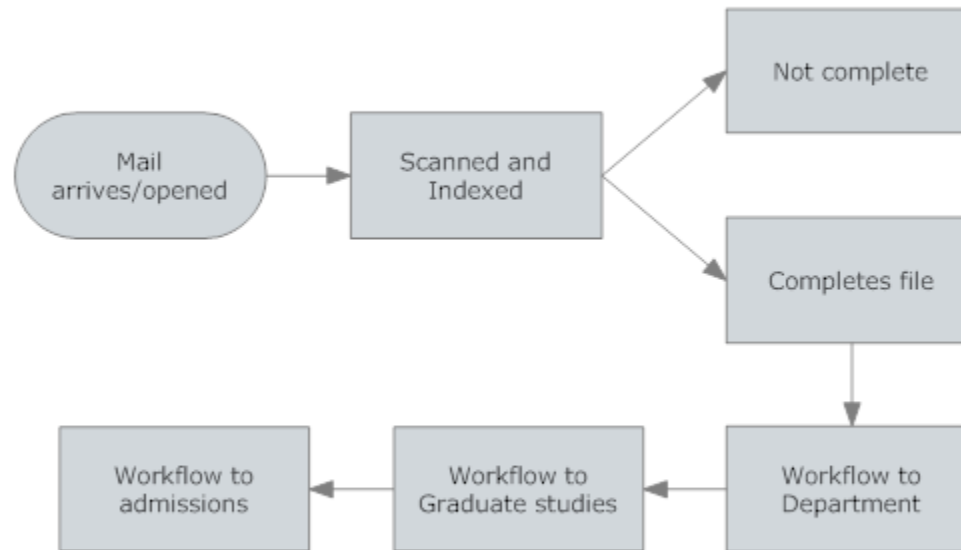 Not complete
Mail
arrives/opened
Scanned and
Indexed
Completes file
Workflow to
admissions
Workflow to
Graduate studies
Workflow to
Department